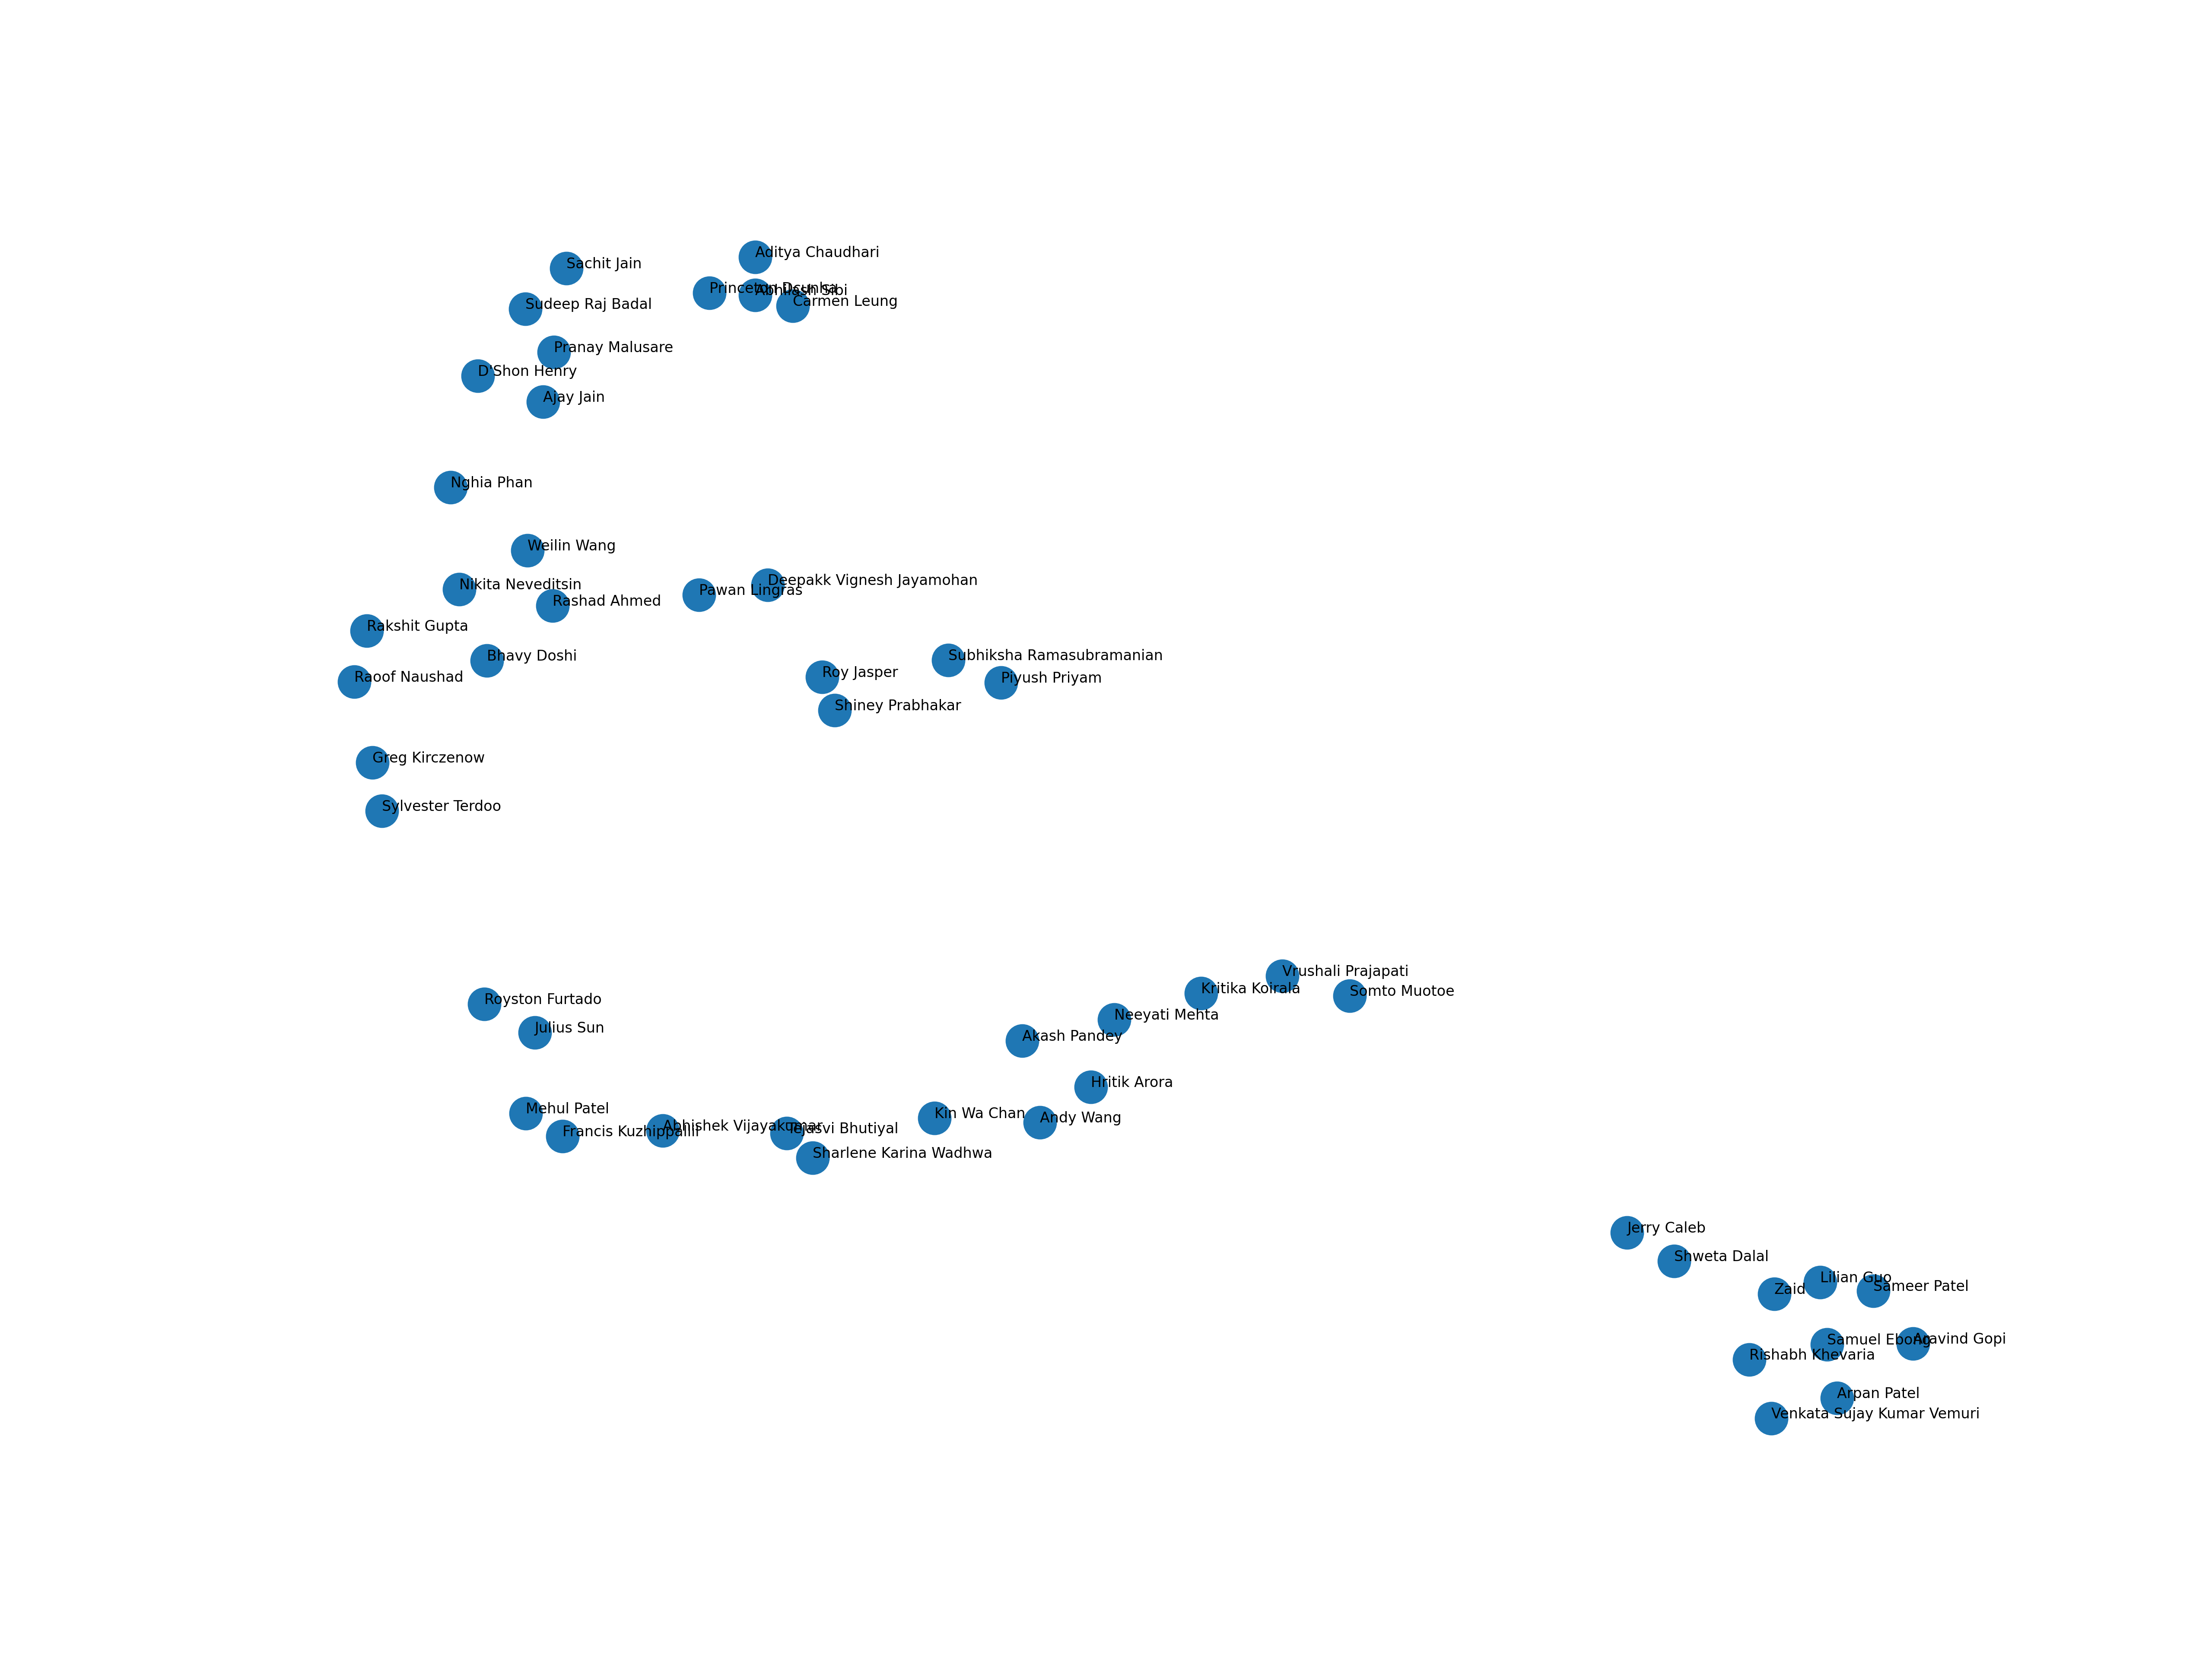 Aditya Chaudhari
Sachit Jain
Princeton Dcunha
Abhilash Sibi
Carmen Leung
Sudeep Raj Badal
Pranay Malusare
D'Shon Henry
Ajay Jain
Nghia Phan
Weilin Wang
Nikita Neveditsin
Deepakk Vignesh Jayamohan
Pawan Lingras
Rashad Ahmed
Rakshit Gupta
Bhavy Doshi
Subhiksha Ramasubramanian
Roy Jasper
Raoof Naushad
Piyush Priyam
Shiney Prabhakar
Greg Kirczenow
Sylvester Terdoo
Vrushali Prajapati
Kritika Koirala
Somto Muotoe
Royston Furtado
Neeyati Mehta
Julius Sun
Akash Pandey
Hritik Arora
Mehul Patel
Kin Wa Chan
Andy Wang
Abhishek Vijayakumar
Tejasvi Bhutiyal
Francis Kuzhippallil
Sharlene Karina Wadhwa
Jerry Caleb
Shweta Dalal
Lilian Guo
Zaid
Sameer Patel
Samuel Ebong
Aravind Gopi
Rishabh Khevaria
Arpan Patel
Venkata Sujay Kumar Vemuri